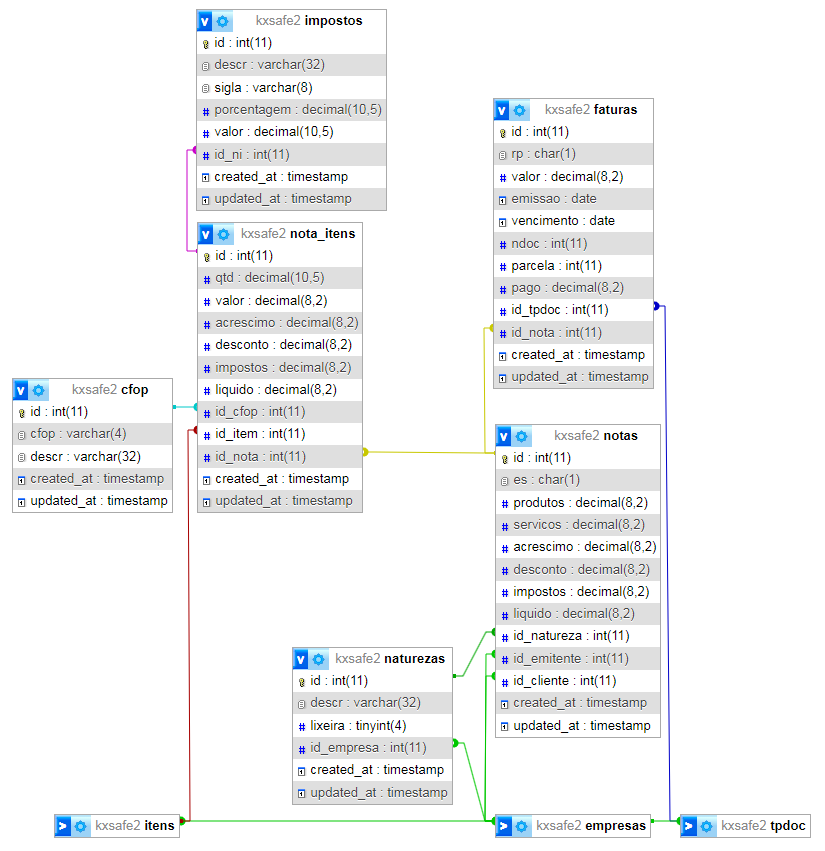 kxsafe2 impostos
id : int(11)
descr : varchar(32)
sigla : varchar(8)
porcentagem : decimal(10,5)
valor : decimal(10,5)
id_ni : int(11)
created_at : timestamp
updated_at : timestamp
kxsafe2 faturas
id : int(11)
rp : char(1)
valor : decimal(8,2)
emissao : date
vencimento : date
ndoc : int(11)
parcela : int(11)
pago : decimal(8,2)
id_tpdoc : int(11)
id_nota : int(11)
created_at : timestamp
updated_at : timestamp
kxsafe2 nota_itens
id : int(11)
qtd : decimal(10,5)
valor : decimal(8,2)
acrescimo : decimal(8,2)
desconto : decimal(8,2)
impostos : decimal(8,2)
liquido : decimal(8,2)
id_cfop : int(11)
id_item : int(11)
id_nota : int(11)
created_at : timestamp
updated_at : timestamp
kxsafe2 cfop
id : int(11)
cfop : varchar(4)
descr : varchar(32)
created_at : timestamp
updated_at : timestamp
kxsafe2 notas
id : int(11)
es : char(1)
produtos : decimal(8,2)
servicos : decimal(8,2)
acrescimo : decimal(8,2)
desconto : decimal(8,2)
impostos : decimal(8,2)
liquido : decimal(8,2)
id_natureza : int(11)
id_emitente : int(11)
id_cliente : int(11)
created_at : timestamp
updated_at : timestamp
kxsafe2 naturezas
id : int(11)
descr : varchar(32)
lixeira : tinyint(4)
id_empresa : int(11)
created_at : timestamp
updated_at : timestamp
kxsafe2 itens
kxsafe2 empresas
kxsafe2 tpdoc